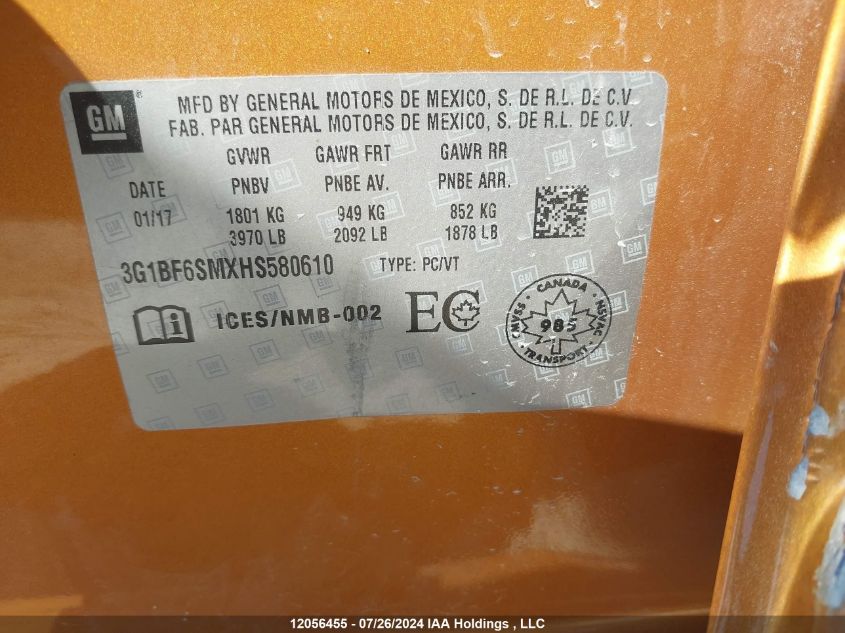 GM
MFD BY GENERAL MOTORS DE MEXICO, S. DE R.L. DE C.V.
FAB. PAR GENERAL MOTORS DE MEXICO, S. DE R.L. DE C.V.
GVWR GAWR FRT GAWR RR
DATE PNBV PNBE AV. PNBE ARR.
01/17 1801 KG 949 KG 852 KG
3970 LB 2092 LB 1878 LB
3G1BF6SMXHS580610 TYPE: PC/VT
ICES/NMB-002 EC
CANADA
CMVSS 985 NSVAC
TRANSPORT
12056455 - 07/26/2024 IAA Holdings , LLC